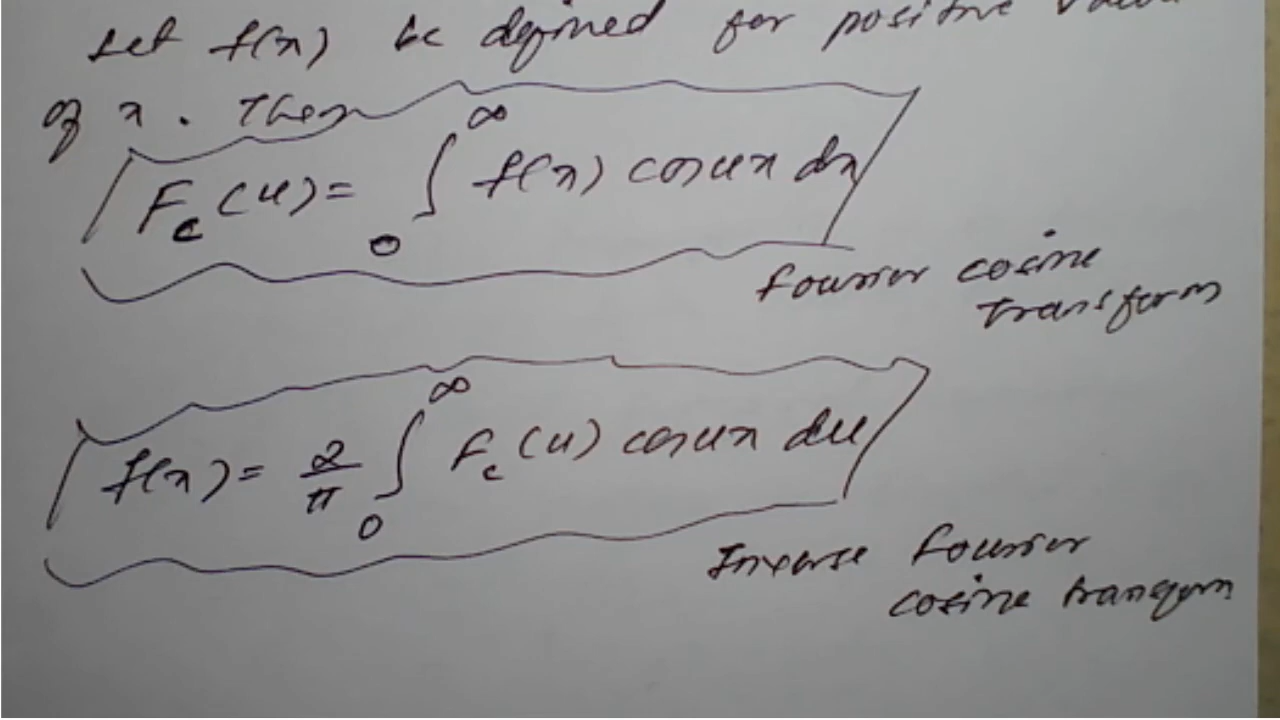 Let f(x) be defined for positive
of x. Then
F_c(u) = ∫_0^∞ f(x) cos ux dx
Fourier cosine
transform
f(x) = 2/π ∫_0^∞ F_c(u) cos ux du
Inverse Fourier
cosine transform